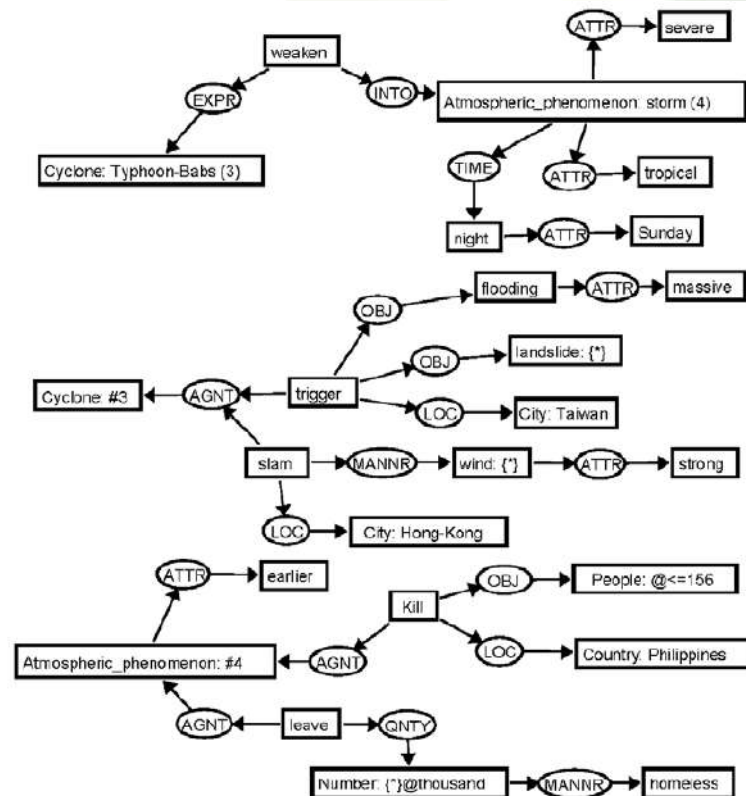 ATTR severe
weaken
EXPR INTO Atmospheric_phenomenon: storm (4)
Cyclone: Typhoon-Babs (3) TIME ATTR tropical
night ATTR Sunday
OBJ flooding ATTR massive
OBJ landslide: {*}
Cyclone: #3 AGNT trigger
LOC City: Taiwan
slam MANNR wind: {*} ATTR strong
LOC City: Hong-Kong
ATTR earlier OBJ People: @<=156
Kill
Atmospheric_phenomenon: #4 AGNT LOC Country: Philippines
AGNT leave QNTY
Number: {*}@thousand MANNR homeless